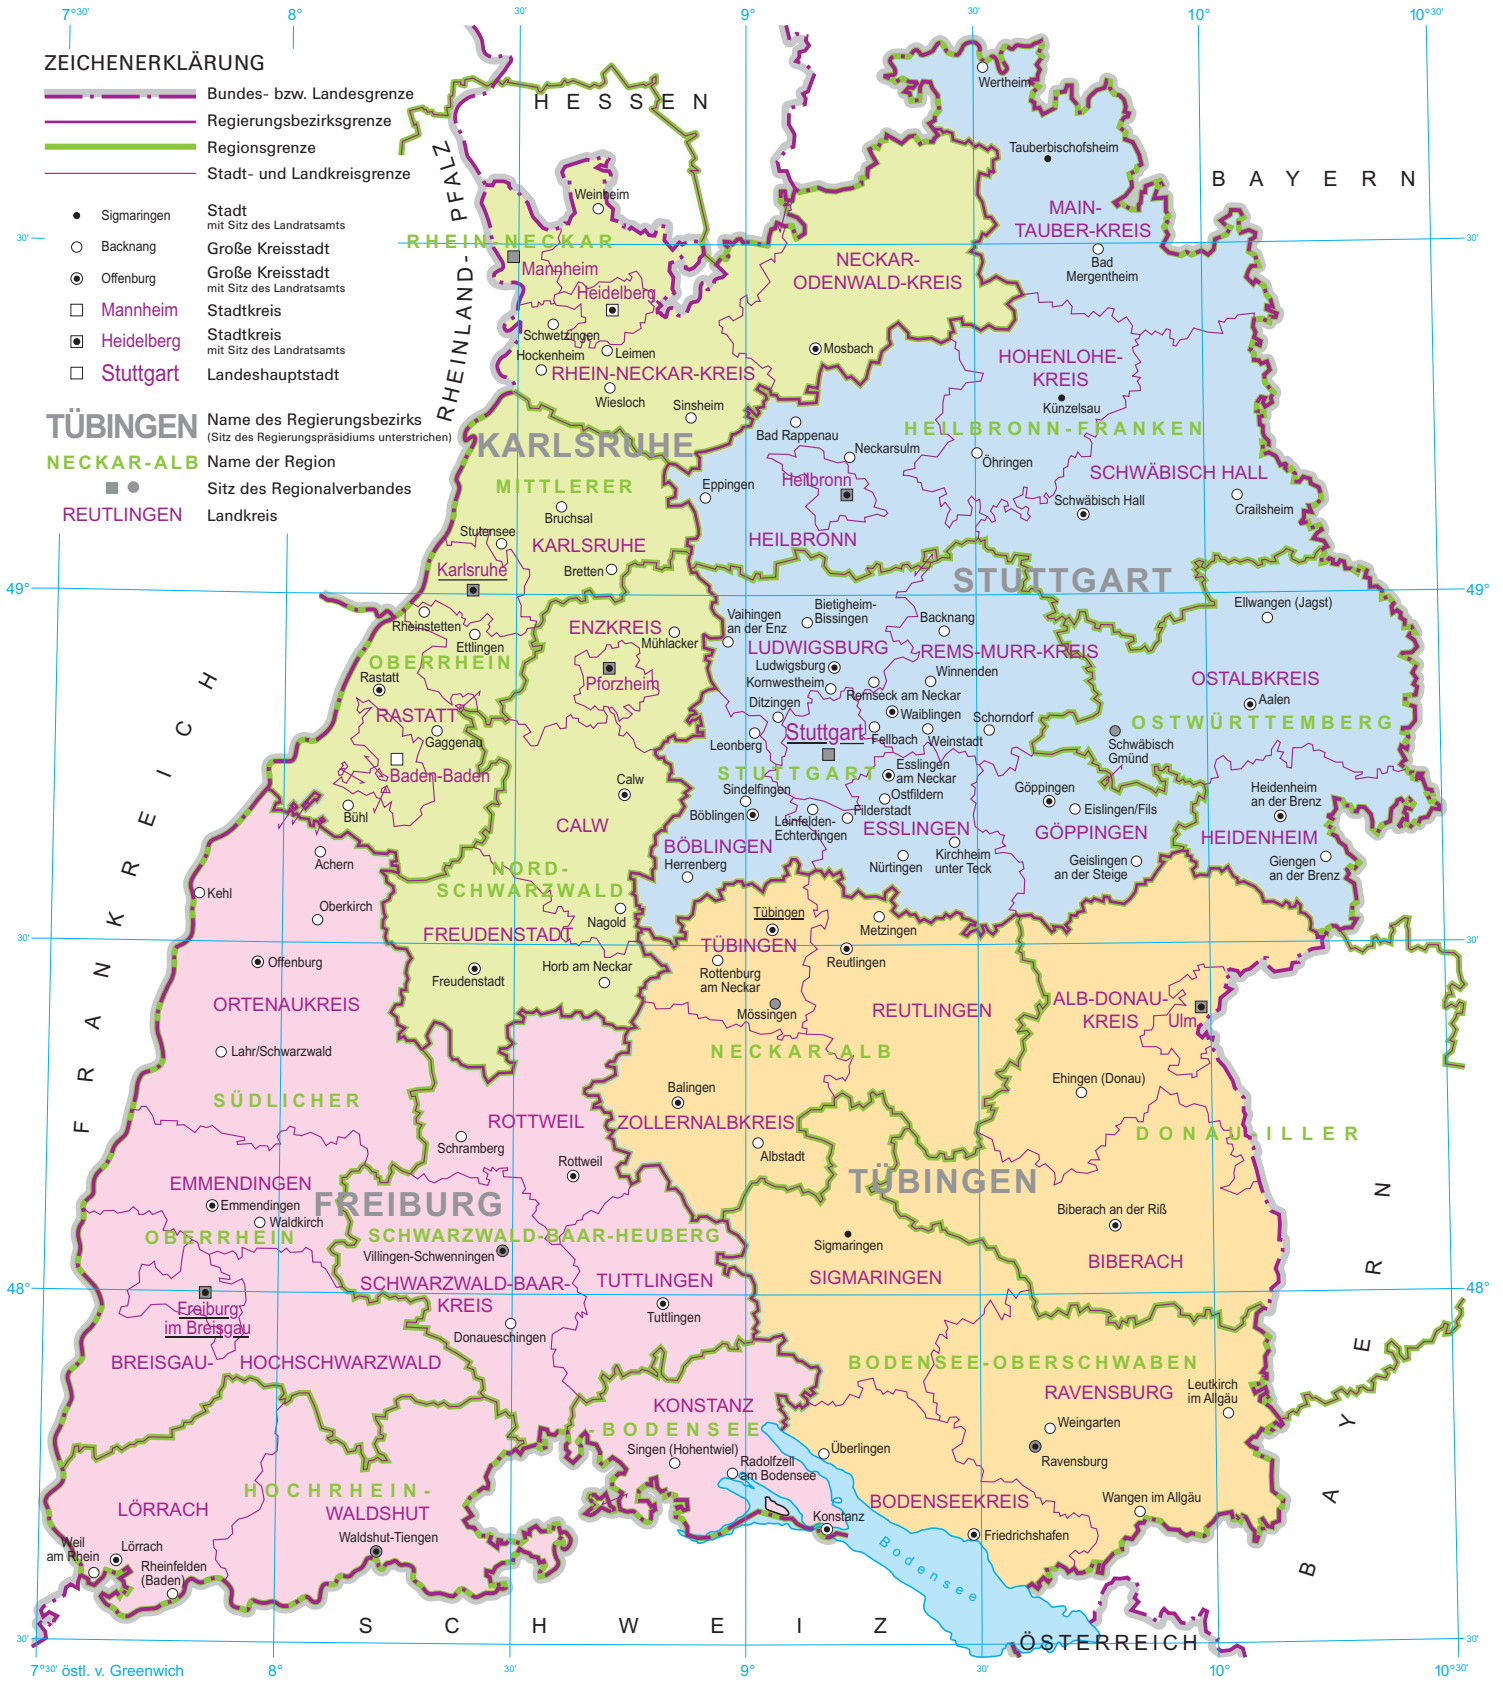 7°30'
8°
30'
9°
30'
10°
10°30'
ZEICHENERKLÄRUNG
Bundes- bzw. Landesgrenze
Regierungsbezirksgrenze
Regionsgrenze
Stadt- und Landkreisgrenze
Sigmaringen
Stadt
mit Sitz des Landratsamts
Backnang
Große Kreisstadt
Offenburg
Große Kreisstadt
mit Sitz des Landratsamts
Mannheim
Stadtkreis
Heidelberg
Stadtkreis
mit Sitz des Landratsamts
Stuttgart
Landeshauptstadt
TÜBINGEN
Name des Regierungsbezirks
(Sitz des Regierungspräsidiums unterstrichen)
NECKAR-ALB
Name der Region
Sitz des Regionalverbandes
REUTLINGEN
Landkreis
HESSEN
RHEINLAND-PFALZ
BAYERN
Wertheim
Tauberbischofsheim
MAIN-
TAUBER-KREIS
Bad
Mergentheim
30'
30'
Weinheim
RHEIN-NECKAR
Mannheim
Heidelberg
Schwetzingen
Hockenheim
Leimen
RHEIN-NECKAR-KREIS
Wiesloch
Sinsheim
NECKAR-
ODENWALD-KREIS
Mosbach
HOHENLOHE-
KREIS
Künzelsau
Bad Rappenau
HEILBRONN-FRANKEN
Neckarsulm
Öhringen
KARLSRUHE
MITTLERER
Eppingen
Heilbronn
SCHWÄBISCH HALL
Schwäbisch Hall
Crailsheim
Bruchsal
Stutensee
KARLSRUHE
HEILBRONN
Karlsruhe
Bretten
STUTTGART
49°
49°
Rheinstetten
Ettlingen
ENZKREIS
Mühlacker
Vaihingen
an der Enz
Bietigheim-
Bissingen
Backnang
Ellwangen (Jagst)
OBERRHEIN
LUDWIGSBURG
REMS-MURR-KREIS
Rastatt
Pforzheim
Ludwigsburg
Kornwestheim
Winnenden
OSTALBKREIS
Remseck am Neckar
Aalen
RASTATT
Gaggenau
Ditzingen
Waiblingen
Schorndorf
OSTWÜRTTEMBERG
Leonberg
Stuttgart
Fellbach
Weinstadt
Schwäbisch
Gmünd
Baden-Baden
STUTTGART
Esslingen
am Neckar
Bühl
Calw
Sindelfingen
Ostfildern
Göppingen
Heidenheim
an der Brenz
Böblingen
Leinfelden-
Echterdingen
Filderstadt
Eislingen/Fils
CALW
BÖBLINGEN
ESSLINGEN
GÖPPINGEN
HEIDENHEIM
Achern
Herrenberg
Nürtingen
Kirchheim
unter Teck
Geislingen
an der Steige
Giengen
an der Brenz
FRANKREICH
Kehl
NORD-
SCHWARZWALD
Oberkirch
Nagold
Tübingen
Metzingen
30'
30'
FREUDENSTADT
TÜBINGEN
Offenburg
Freudenstadt
Horb am Neckar
Rottenburg
am Neckar
Reutlingen
ORTENAUKREIS
Mössingen
REUTLINGEN
ALB-DONAU-
KREIS
Ulm
Lahr/Schwarzwald
NECKAR ALB
Ehingen (Donau)
SÜDLICHER
Balingen
ROTTWEIL
ZOLLERNALBKREIS
DONAU-ILLER
Schramberg
Albstadt
Rottweil
TÜBINGEN
EMMENDINGEN
FREIBURG
Emmendingen
Waldkirch
Biberach an der Riß
OBERRHEIN
SCHWARZWALD-BAAR-HEUBERG
Sigmaringen
Villingen-Schwenningen
BIBERACH
SCHWARZWALD-BAAR-
KREIS
TUTTLINGEN
SIGMARINGEN
48°
48°
Freiburg
im Breisgau
Tuttlingen
Donaueschingen
BREISGAU-
HOCHSCHWARZWALD
BODENSEE-OBERSCHWABEN
RAVENSBURG
Leutkirch
im Allgäu
KONSTANZ
-BODENSEE
Weingarten
BAYERN
Singen (Hohentwiel)
Überlingen
Radolfzell
am Bodensee
Ravensburg
HOCHRHEIN-
LÖRRACH
WALDSHUT
BODENSEEKREIS
Wangen im Allgäu
Konstanz
Friedrichshafen
Waldshut-Tiengen
Weil
am Rhein
Lörrach
Rheinfelden
(Baden)
Bodensee
SCHWEIZ
ÖSTERREICH
30'
30'
7°30' östl. v. Greenwich
8°
30'
9°
30'
10°
10°30'